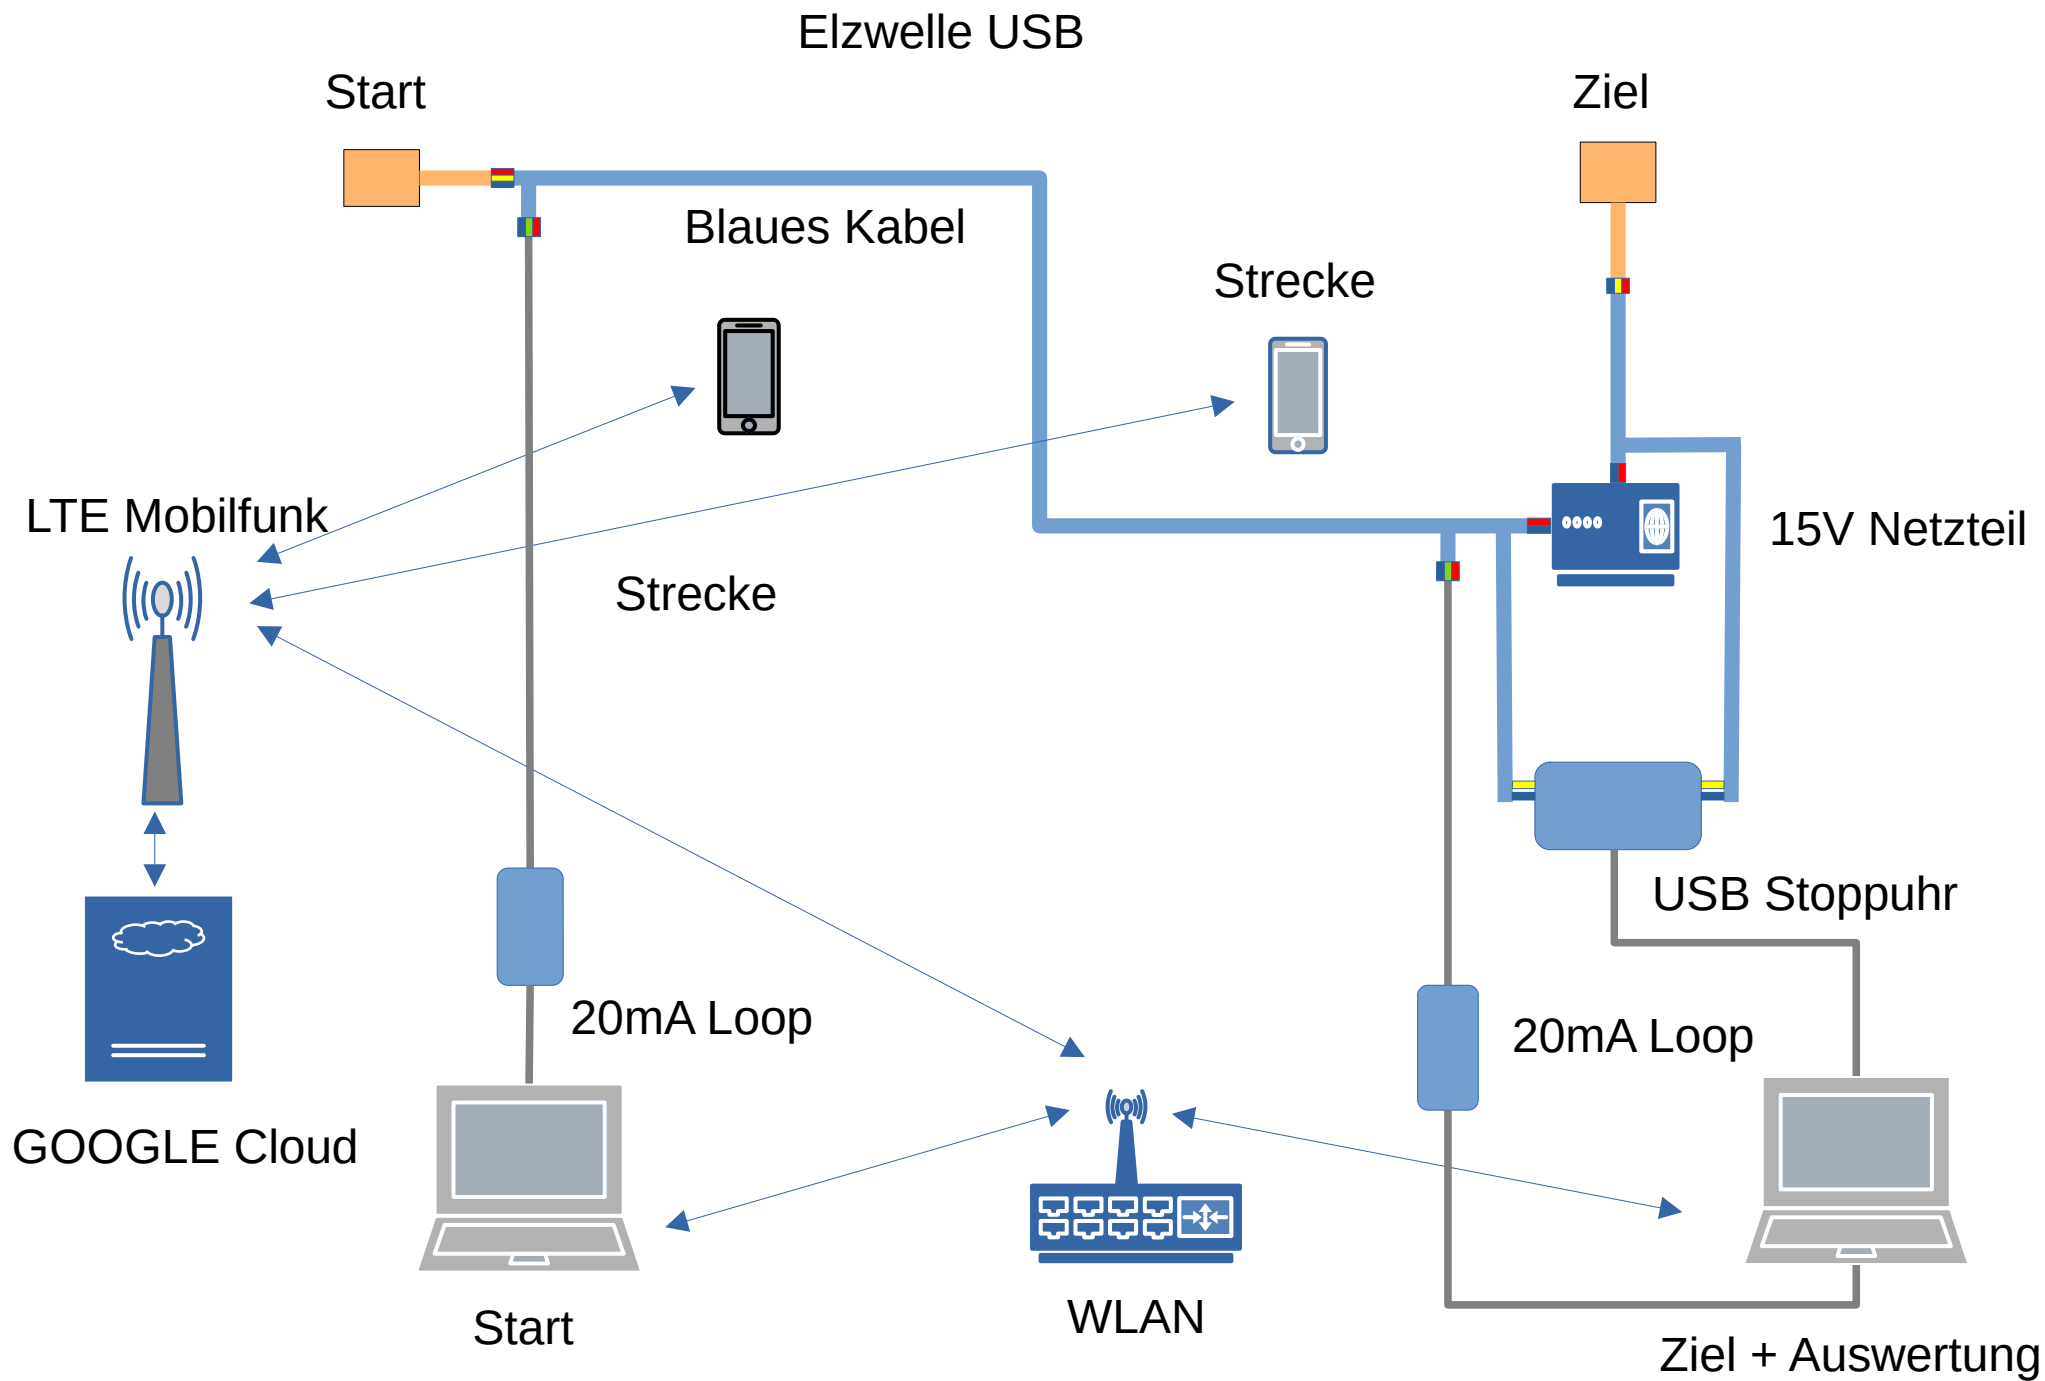 Elzwelle USB
Start
Ziel
Blaues Kabel
Strecke
LTE Mobilfunk
15V Netzteil
Strecke
USB Stoppuhr
20mA Loop
20mA Loop
GOOGLE Cloud
WLAN
Start
Ziel + Auswertung